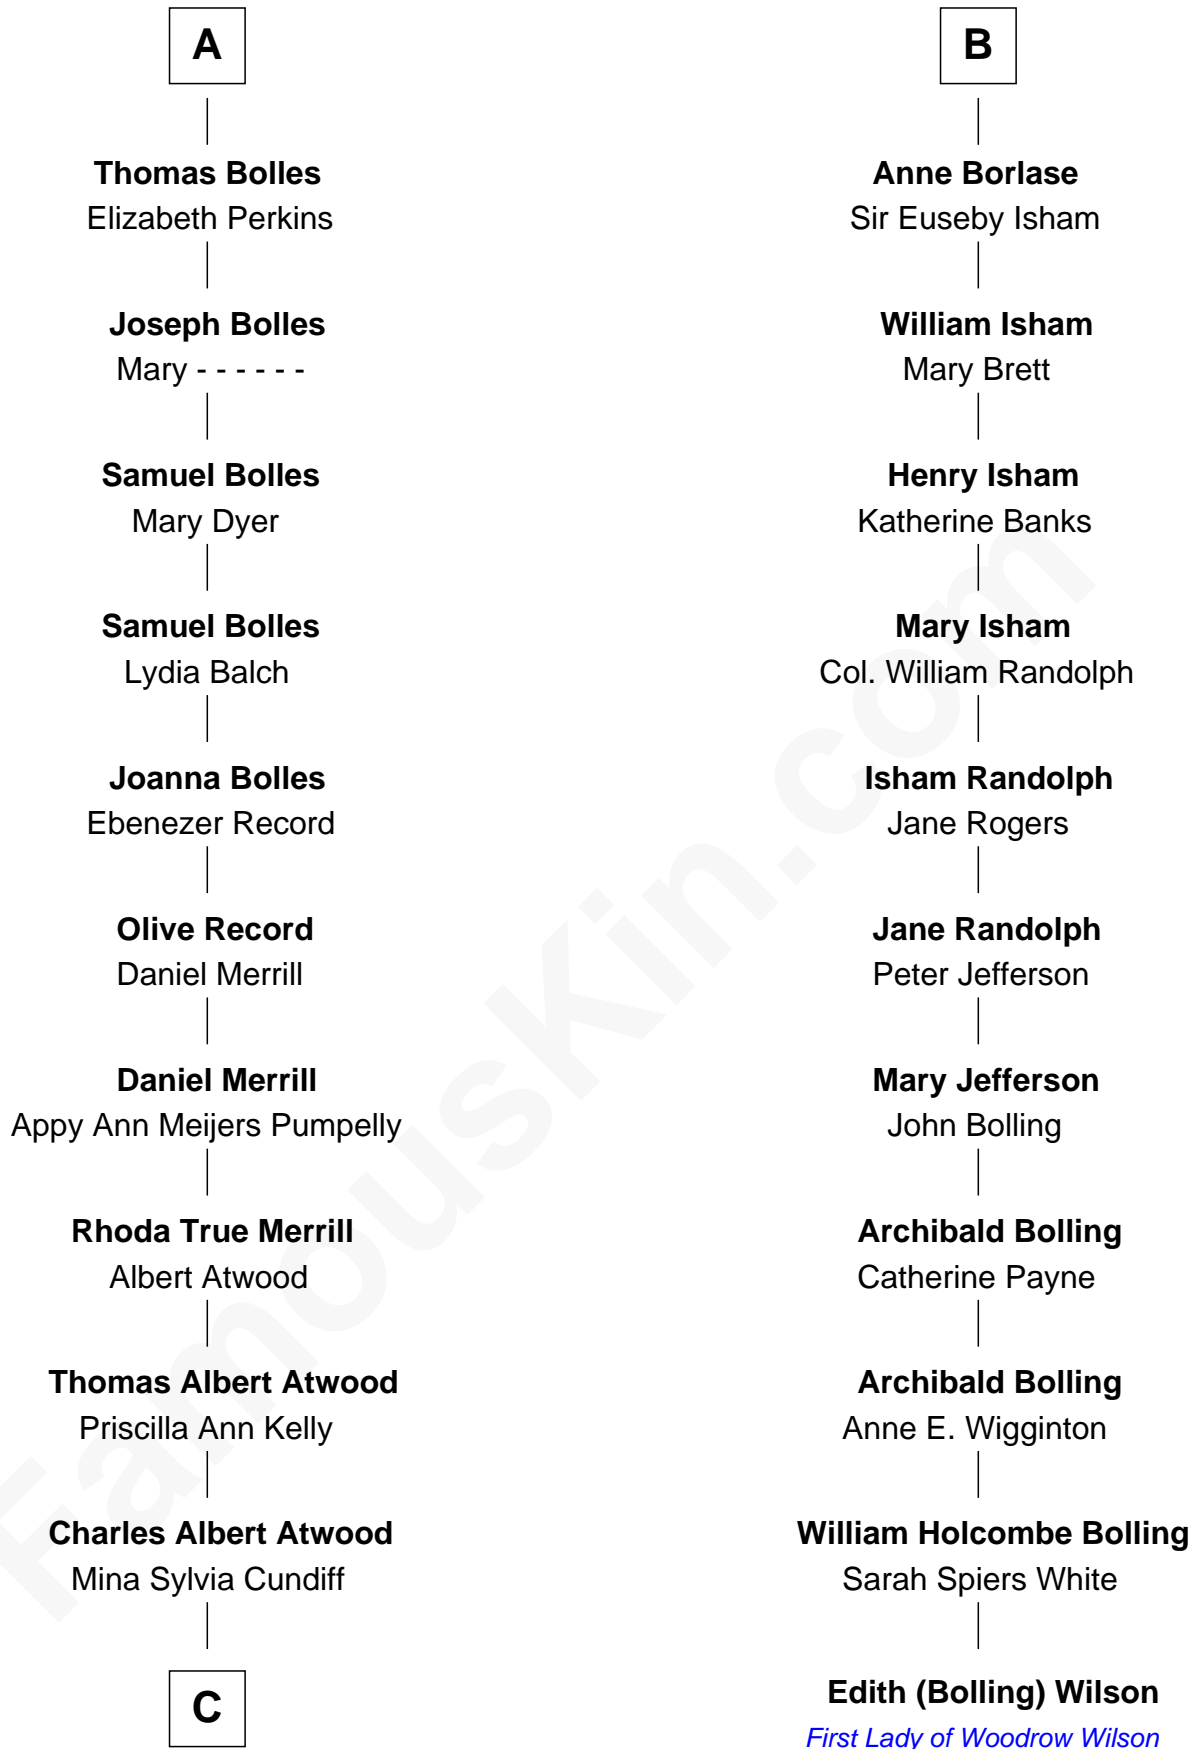 A
Thomas Bolles
Elizabeth Perkins
Joseph Bolles
Mary - - - - - -
Samuel Bolles
Mary Dyer
Samuel Bolles
Lydia Balch
Joanna Bolles
Ebenezer Record
Olive Record
Daniel Merrill
Daniel Merrill
Appy Ann Meijers Pumpelly
Rhoda True Merrill
Albert Atwood
Thomas Albert Atwood
Priscilla Ann Kelly
Charles Albert Atwood
Mina Sylvia Cundiff
C
B
Anne Borlase
Sir Euseby Isham
William Isham
Mary Brett
Henry Isham
Katherine Banks
Mary Isham
Col. William Randolph
Isham Randolph
Jane Rogers
Jane Randolph
Peter Jefferson
Mary Jefferson
John Bolling
Archibald Bolling
Catherine Payne
Archibald Bolling
Anne E. Wigginton
William Holcombe Bolling
Sarah Spiers White
Edith (Bolling) Wilson
First Lady of Woodrow Wilson
FamousKin.com